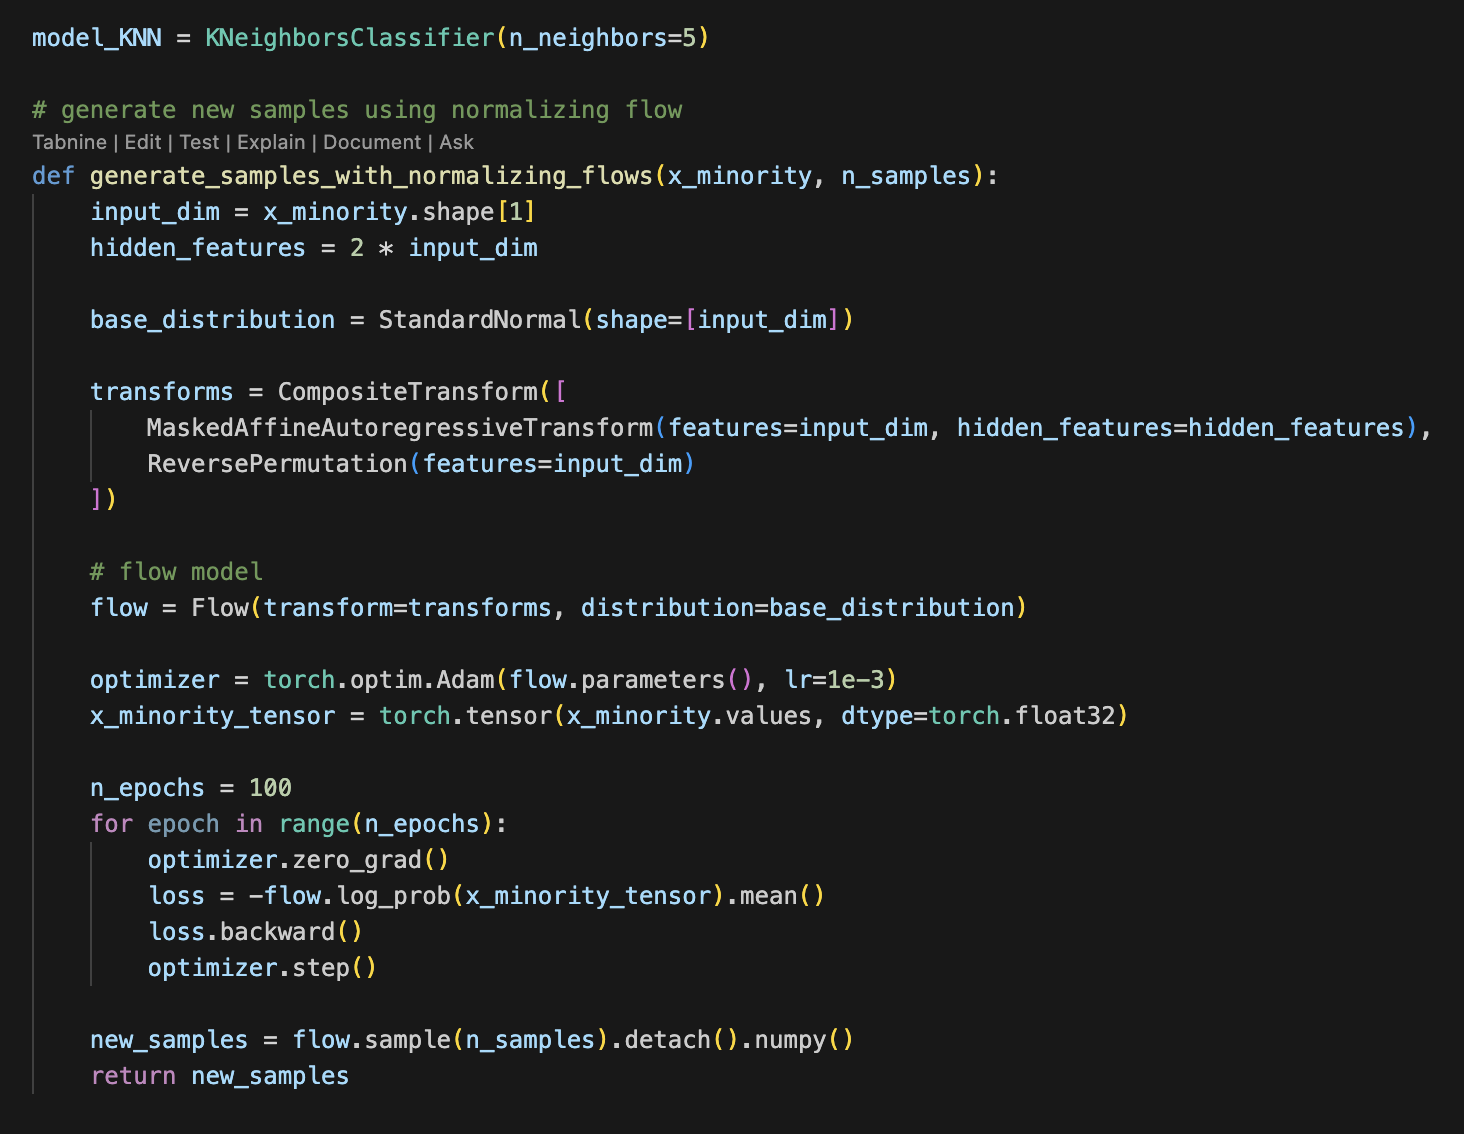 model_KNN = KNeighborsClassifier(n_neighbors=5)
# generate new samples using normalizing flow
Tabnine | Edit | Test | Explain | Document | Ask
def generate_samples_with_normalizing_flows(x_minority, n_samples):
    input_dim = x_minority.shape[1]
    hidden_features = 2 * input_dim
    base_distribution = StandardNormal(shape=[input_dim])
    transforms = CompositeTransform([
        MaskedAffineAutoregressiveTransform(features=input_dim, hidden_features=hidden_features),
        ReversePermutation(features=input_dim)
    ])
    # flow model
    flow = Flow(transform=transforms, distribution=base_distribution)
    optimizer = torch.optim.Adam(flow.parameters(), lr=1e-3)
    x_minority_tensor = torch.tensor(x_minority.values, dtype=torch.float32)
    n_epochs = 100
    for epoch in range(n_epochs):
        optimizer.zero_grad()
        loss = -flow.log_prob(x_minority_tensor).mean()
        loss.backward()
        optimizer.step()
    new_samples = flow.sample(n_samples).detach().numpy()
    return new_samples